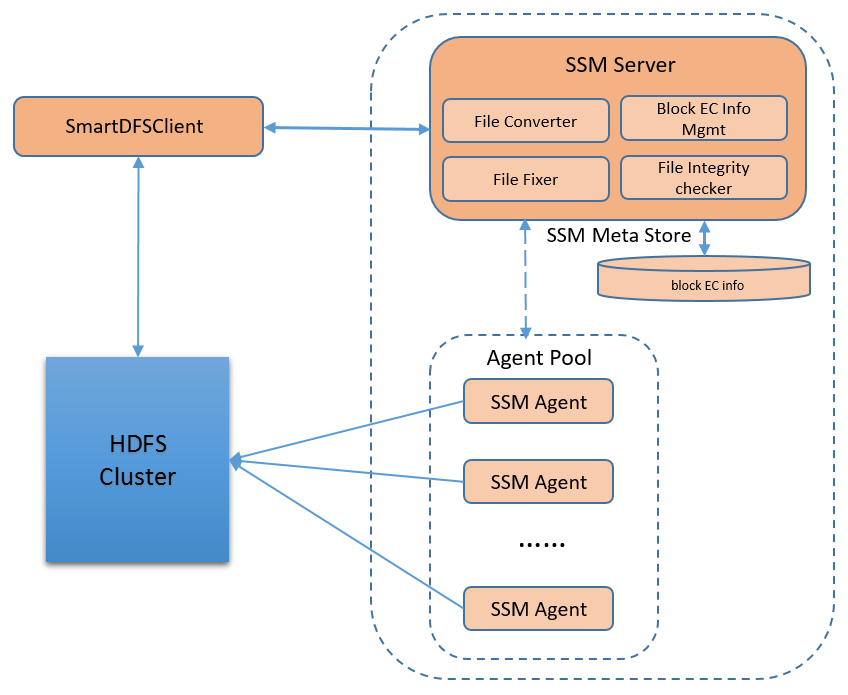 SSM Server
SmartDFSClient
File Converter
Block EC Info
Mgmt
File Fixer
File Integrity
checker
SSM Meta Store
block EC info
Agent Pool
SSM Agent
HDFS
Cluster
SSM Agent
......
SSM Agent